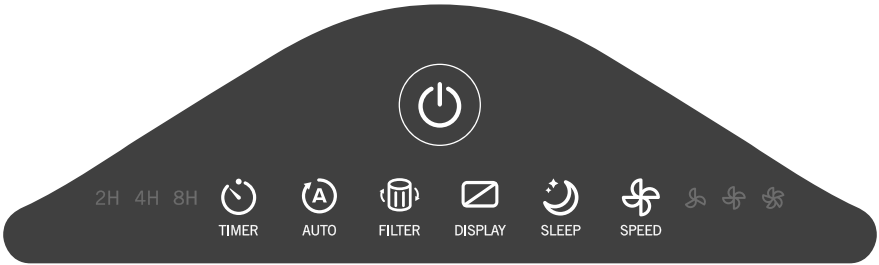 2H 4H 8H
A
TIMER AUTO FILTER DISPLAY SLEEP SPEED